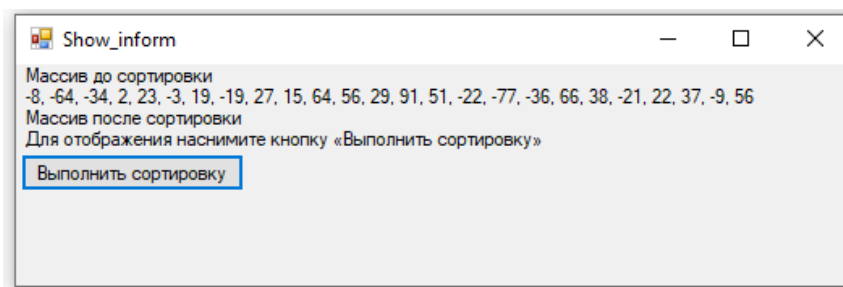 Show_inform
Массив до сортировки
-8, -64, -34, 2, 23, -3, 19, -19, 27, 15, 64, 56, 29, 91, 51, -22, -77, -36, 66, 38, -21, 22, 37, -9, 56
Массив после сортировки
Для отображения наснимите кнопку «Выполнить сортировку»
Выполнить сортировку